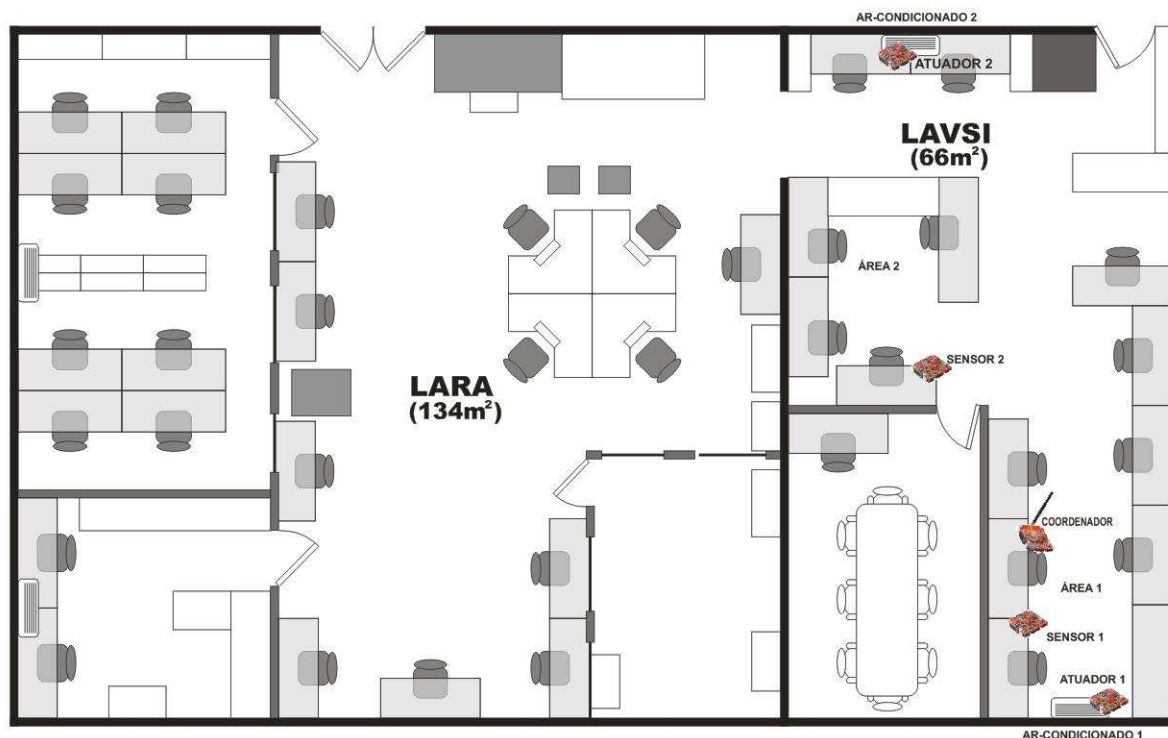 AR-CONDICIONADO 2
ATUADOR 2
LAVSI
(66m²)
ÁREA 2
SENSOR 2
LARA
(134m²)
COORDENADOR
ÁREA 1
SENSOR 1
ATUADOR 1
AR-CONDICIONADO 1